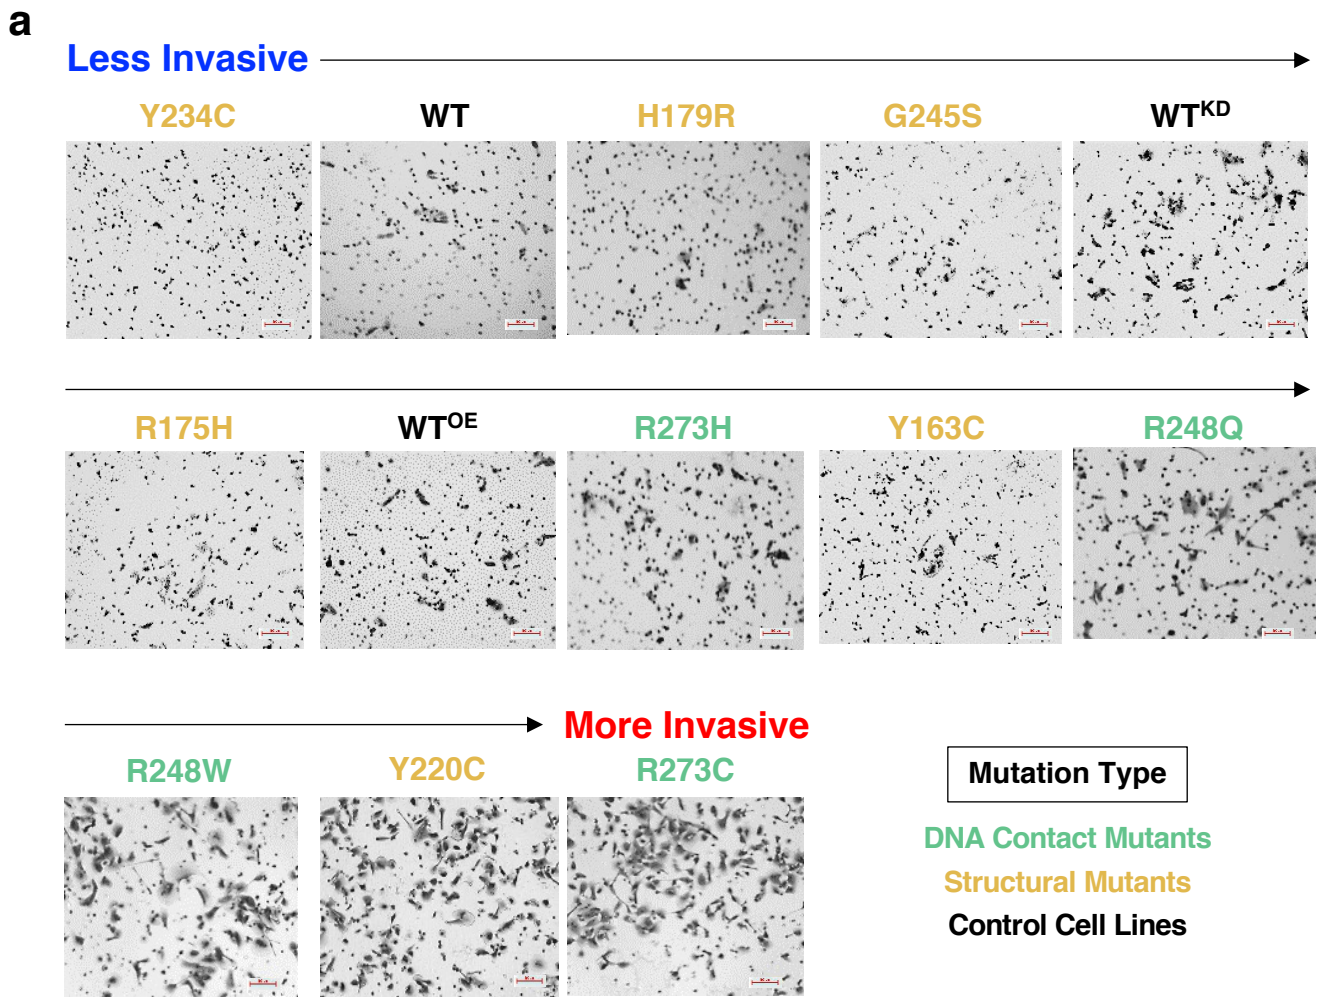 a
Less Invasive
Y234C WT H179R G245S WTKD
R175H WTOE R273H Y163C R248Q
More Invasive
R248W Y220C R273C
Mutation Type
DNA Contact Mutants
Structural Mutants
Control Cell Lines